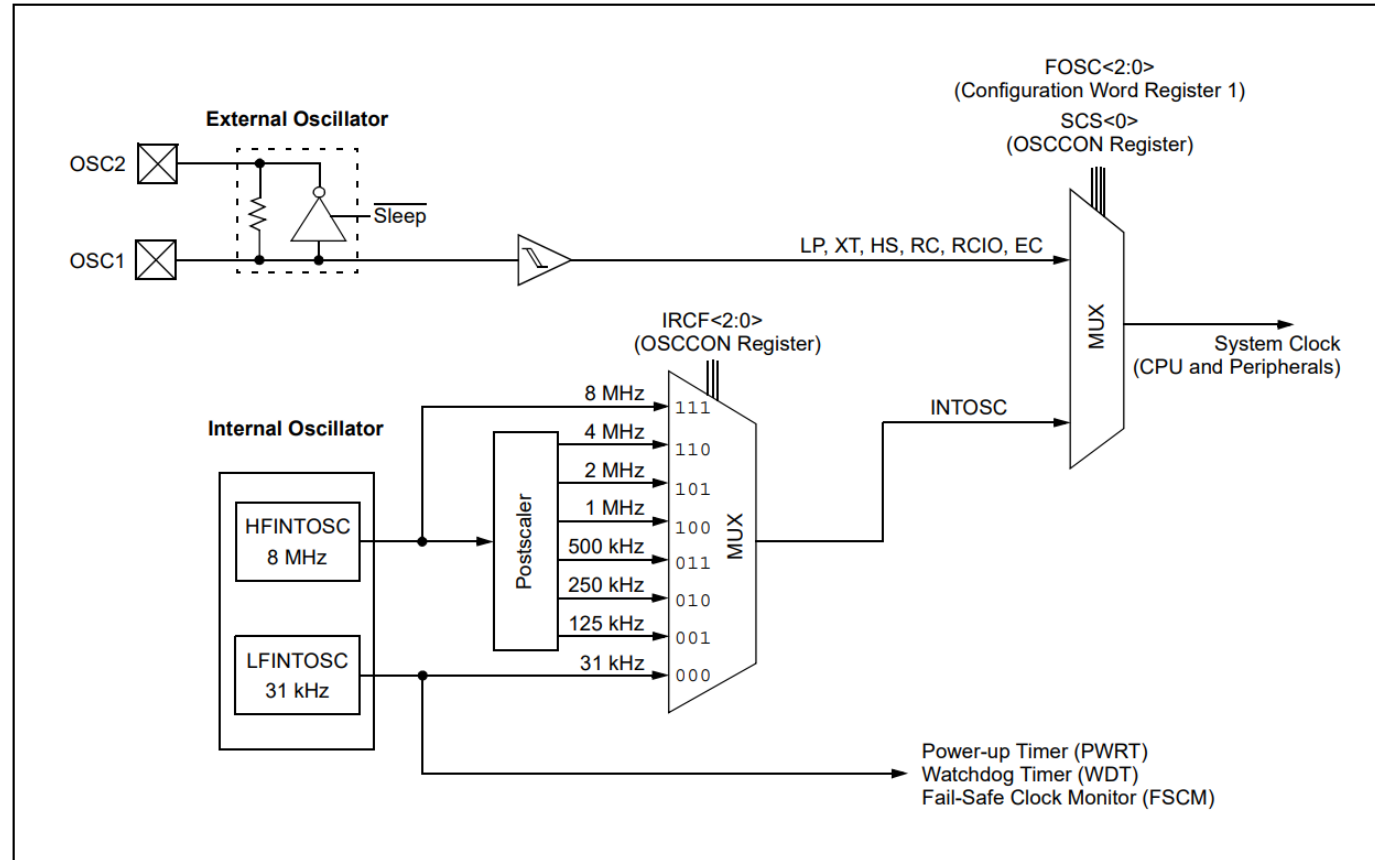 FOSC<2:0>
(Configuration Word Register 1)
SCS<0>
(OSCCON Register)
External Oscillator
OSC2
Sleep
OSC1
LP, XT, HS, RC, RCIO, EC
MUX
System Clock
(CPU and Peripherals)
IRCF<2:0>
(OSCCON Register)
INTOSC
Internal Oscillator
HFINTOSC
8 MHz
LFINTOSC
31 kHz
Postscaler
8 MHz
4 MHz
2 MHz
1 MHz
500 kHz
250 kHz
125 kHz
31 kHz
111
110
101
100
011
010
001
000
MUX
Power-up Timer (PWRT)
Watchdog Timer (WDT)
Fail-Safe Clock Monitor (FSCM)